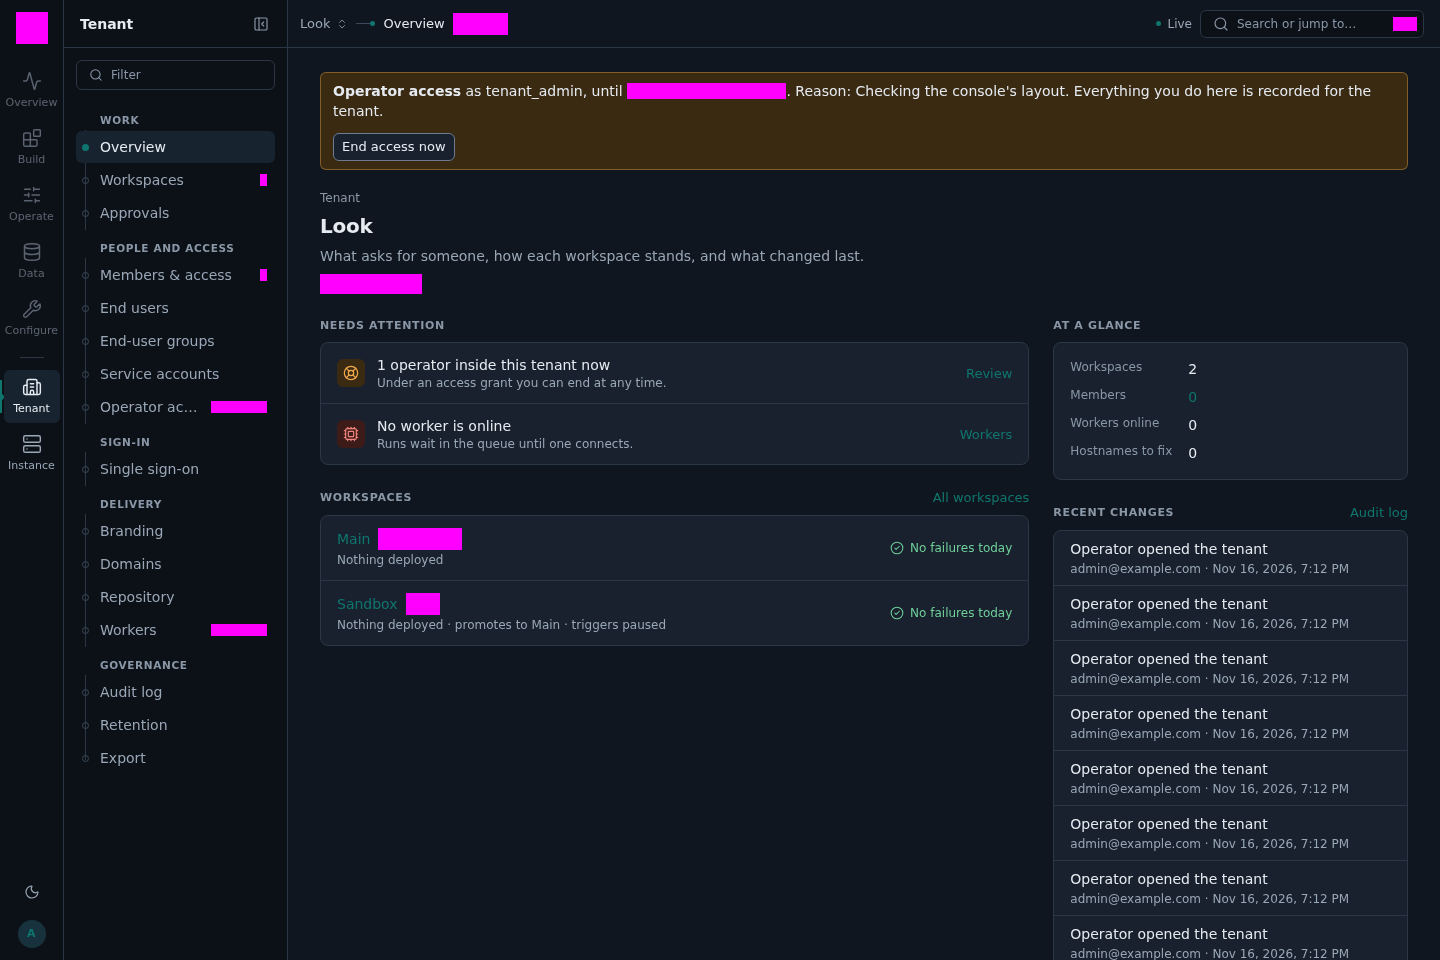 Tenant
Look
Overview
Live
Search or jump to…
Overview
Build
Operate
Data
Configure
Tenant
Instance
A
Filter
WORK
Overview
Workspaces
Approvals
PEOPLE AND ACCESS
Members & access
End users
End-user groups
Service accounts
Operator ac…
SIGN-IN
Single sign-on
DELIVERY
Branding
Domains
Repository
Workers
GOVERNANCE
Audit log
Retention
Export
Operator access as tenant_admin, until . Reason: Checking the console's layout. Everything you do here is recorded for the
tenant.
End access now
Tenant
Look
What asks for someone, how each workspace stands, and what changed last.
NEEDS ATTENTION
1 operator inside this tenant now
Under an access grant you can end at any time.
Review
No worker is online
Runs wait in the queue until one connects.
Workers
WORKSPACES
All workspaces
Main
Nothing deployed
No failures today
Sandbox
Nothing deployed · promotes to Main · triggers paused
No failures today
AT A GLANCE
Workspaces 2
Members 0
Workers online 0
Hostnames to fix 0
RECENT CHANGES
Audit log
Operator opened the tenant
admin@example.com · Nov 16, 2026, 7:12 PM
Operator opened the tenant
admin@example.com · Nov 16, 2026, 7:12 PM
Operator opened the tenant
admin@example.com · Nov 16, 2026, 7:12 PM
Operator opened the tenant
admin@example.com · Nov 16, 2026, 7:12 PM
Operator opened the tenant
admin@example.com · Nov 16, 2026, 7:12 PM
Operator opened the tenant
admin@example.com · Nov 16, 2026, 7:12 PM
Operator opened the tenant
admin@example.com · Nov 16, 2026, 7:12 PM
Operator opened the tenant
admin@example.com · Nov 16, 2026, 7:12 PM